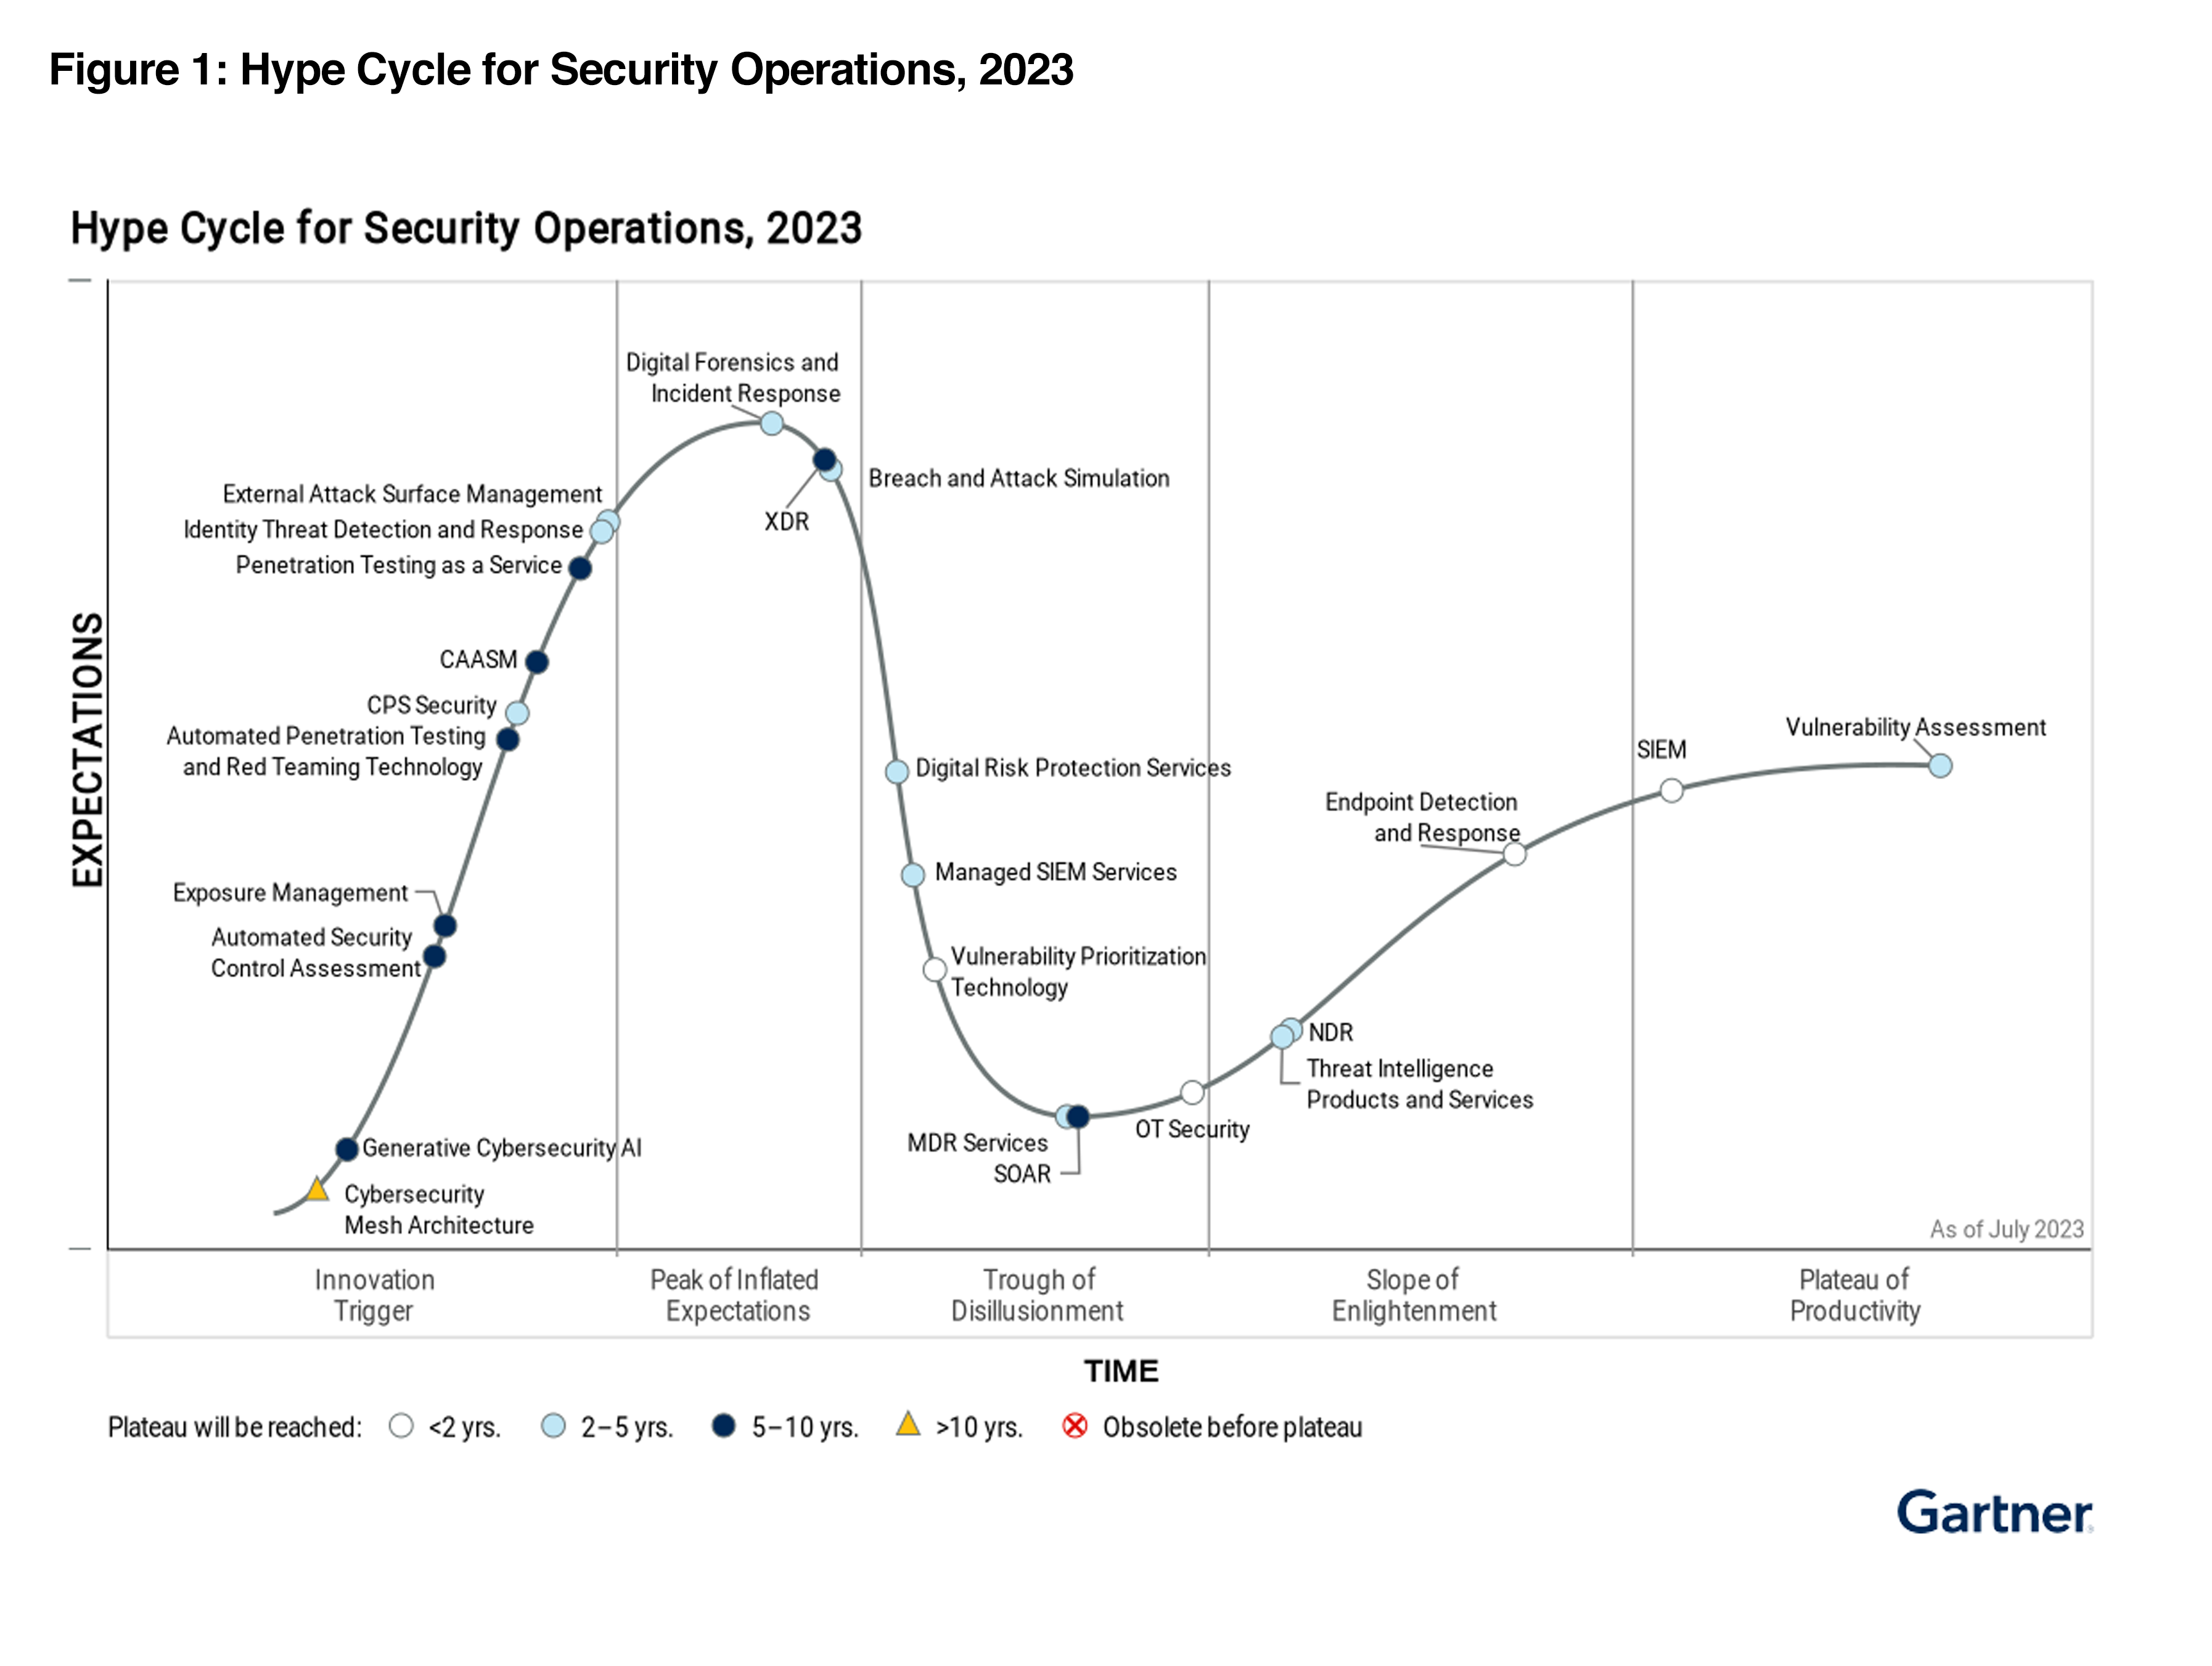 Figure 1: Hype Cycle for Security Operations, 2023
Hype Cycle for Security Operations, 2023
EXPECTATIONS
Digital Forensics and
Incident Response
Breach and Attack Simulation
XDR
External Attack Surface Management
Identity Threat Detection and Response
Penetration Testing as a Service
CAASM
CPS Security
Automated Penetration Testing
and Red Teaming Technology
Exposure Management
Automated Security
Control Assessment
Generative Cybersecurity AI
Cybersecurity
Mesh Architecture
Digital Risk Protection Services
Managed SIEM Services
Vulnerability Prioritization
Technology
MDR Services
SOAR
OT Security
NDR
Threat Intelligence
Products and Services
Endpoint Detection
and Response
SIEM
Vulnerability Assessment
As of July 2023
Innovation
Trigger
Peak of Inflated
Expectations
Trough of
Disillusionment
Slope of
Enlightenment
Plateau of
Productivity
TIME
Plateau will be reached: <2 yrs. 2–5 yrs. 5–10 yrs. >10 yrs. Obsolete before plateau
Gartner